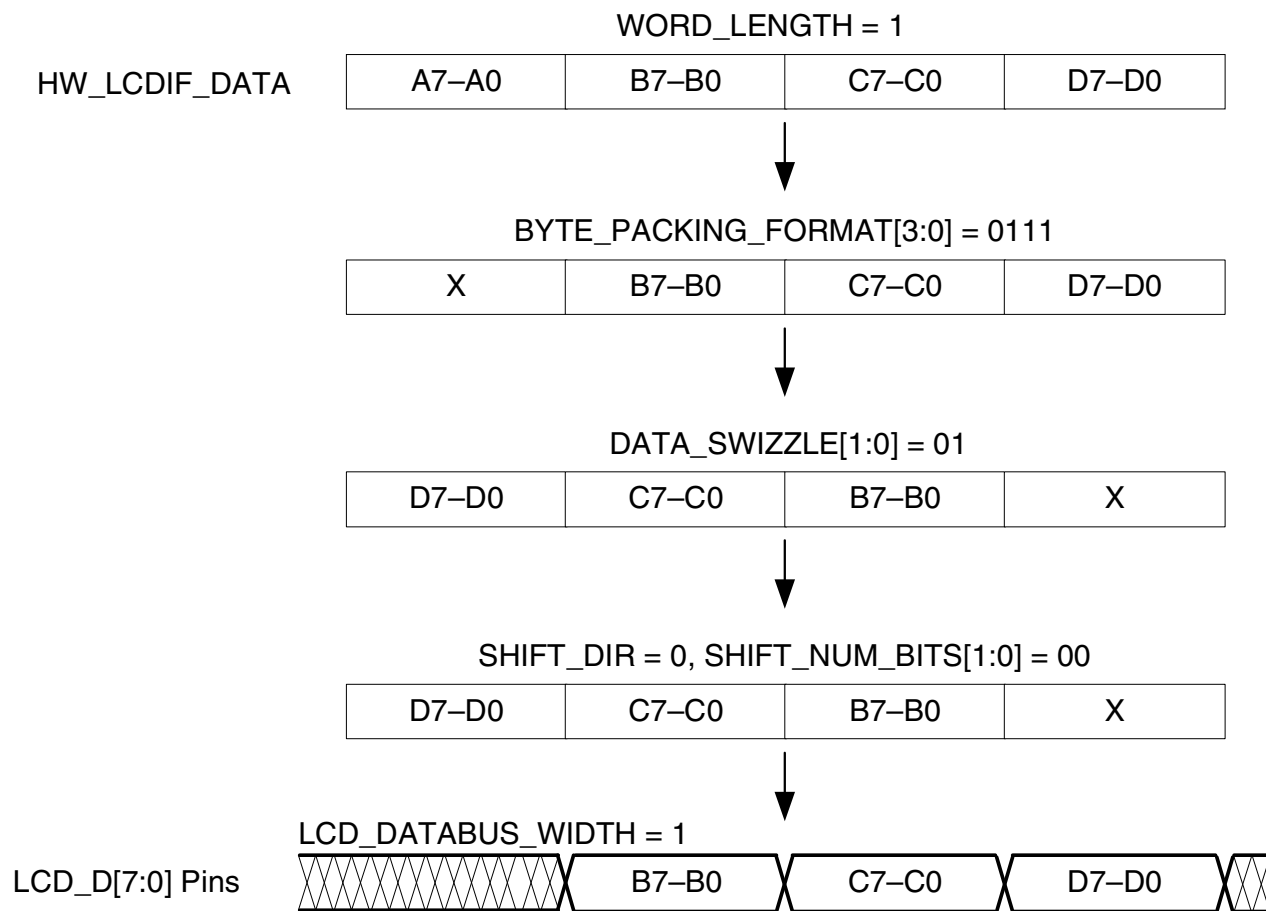 WORD_LENGTH = 1
HW_LCDIF_DATA A7–A0 B7–B0 C7–C0 D7–D0
BYTE_PACKING_FORMAT[3:0] = 0111
X B7–B0 C7–C0 D7–D0
DATA_SWIZZLE[1:0] = 01
D7–D0 C7–C0 B7–B0 X
SHIFT_DIR = 0, SHIFT_NUM_BITS[1:0] = 00
D7–D0 C7–C0 B7–B0 X
LCD_DATABUS_WIDTH = 1
LCD_D[7:0] Pins B7–B0 C7–C0 D7–D0